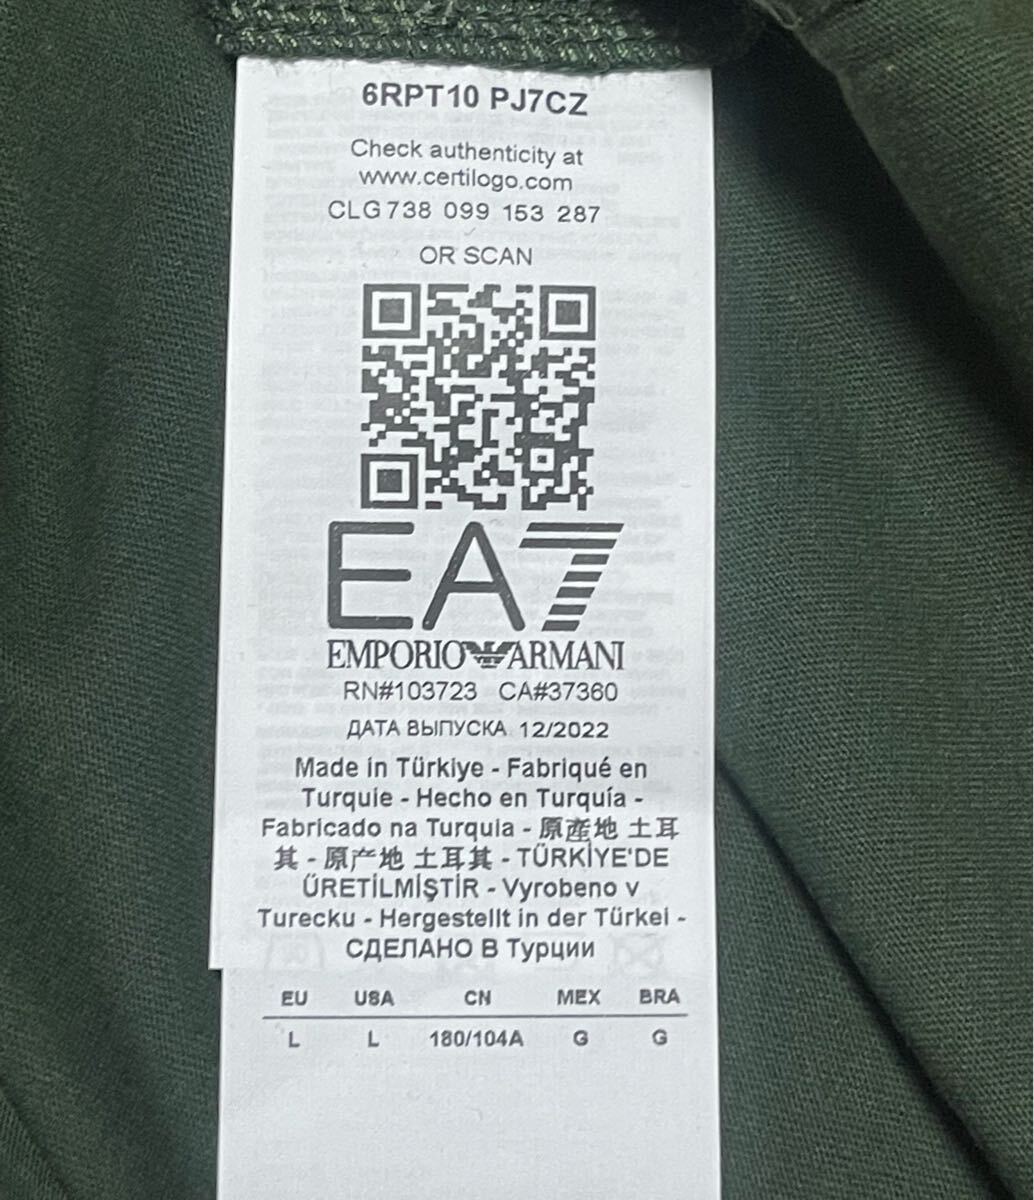 6RPT10 PJ7CZ
Check authenticity at
www.certilogo.com
CLG 738 099 153 287
OR SCAN
EA7
EMPORIO ARMANI
RN#103723 CA#37360
ДАТА ВЫПУСКА 12/2022
Made in Türkiye - Fabriqué en
Turquie - Hecho en Turquía -
Fabricado na Turquia - 原產地 土耳
其 - 原产地 土耳其 - TÜRKİYE'DE
ÜRETİLMİŞTİR - Vyrobeno v
Turecku - Hergestellt in der Türkei -
СДЕЛАНО В Турции
EU USA CN MEX BRA
L L 180/104A G G